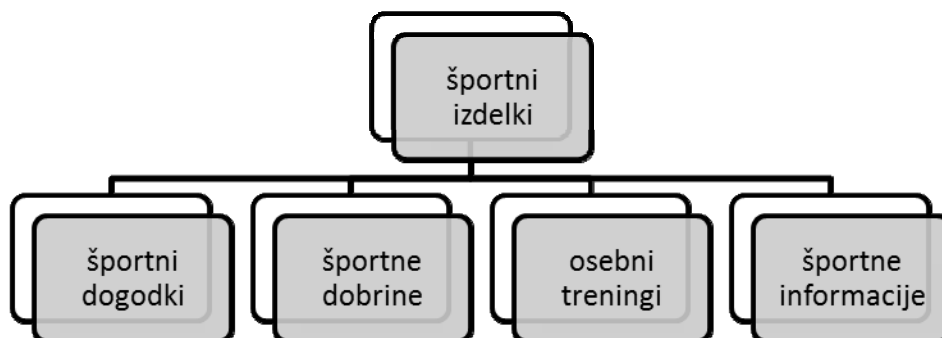 športni
izdelki
športni
dogodki
športne
dobrine
osebni
treningi
športne
informacije